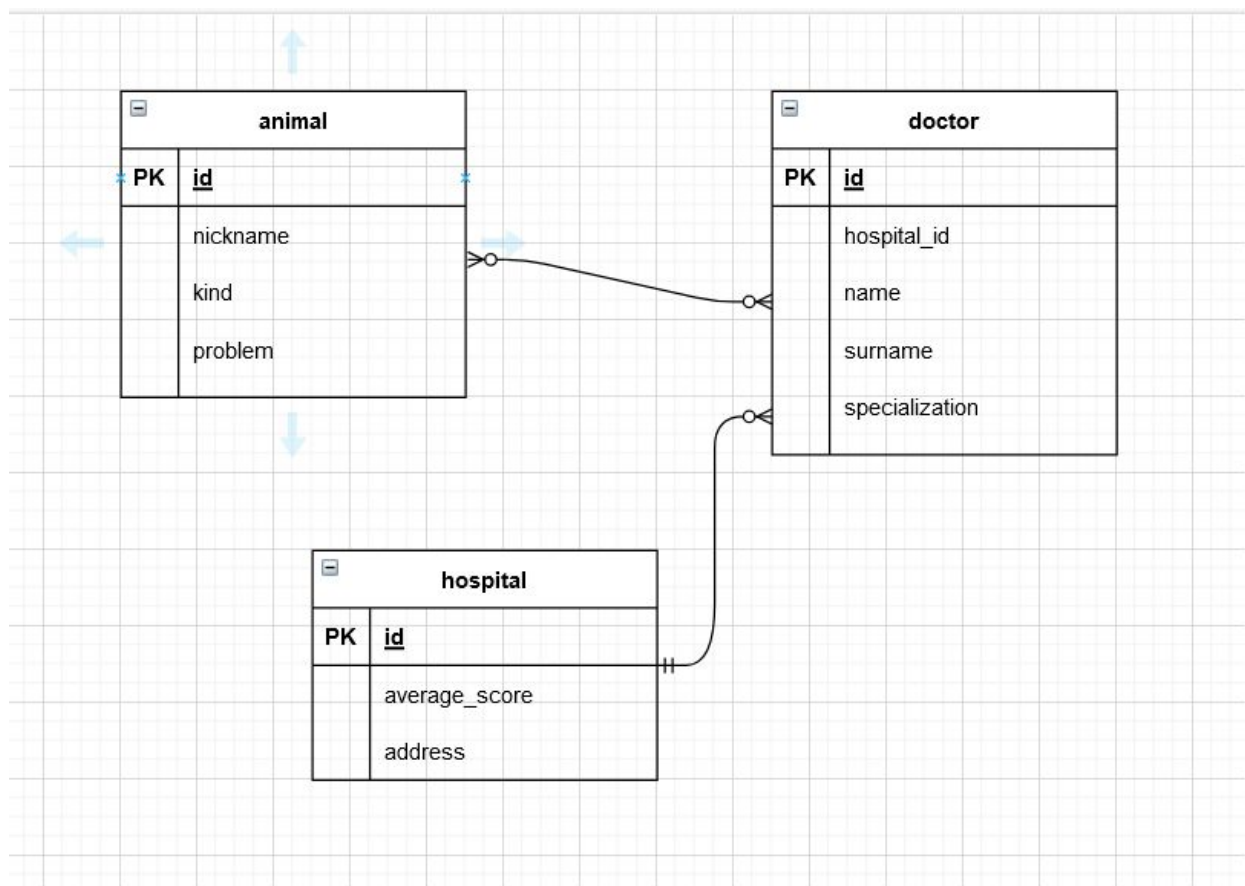 animal
PK id
nickname
kind
problem
doctor
PK id
hospital_id
name
surname
specialization
hospital
PK id
average_score
address